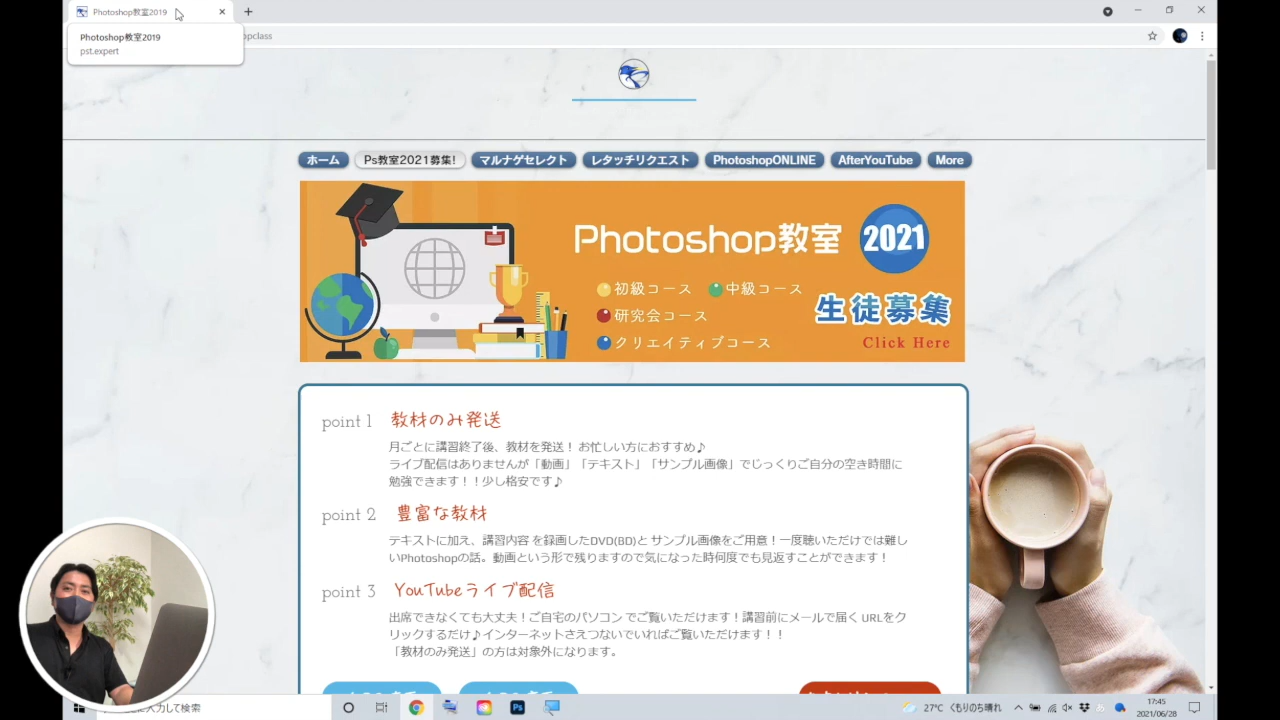 Photoshop教室2019
Photoshop教室2019
pst.expert
opclass
ホーム
Ps教室2021募集!
マルナゲセレクト
レタッチリクエスト
PhotoshopONLINE
AfterYouTube
More
Photoshop教室 2021
初級コース 中級コース
研究会コース
クリエイティブコース
生徒募集
Click Here
point 1 教材のみ発送
月ごとに講習終了後、教材を発送！ お忙しい方におすすめ♪
ライブ配信はありませんが「動画」「テキスト」「サンプル画像」でじっくりご自分の空き時間に
勉強できます！！少し格安です♪
point 2 豊富な教材
テキストに加え、講習内容 を録画したDVD(BD)と サンプル画像をご用意！一度聴いただけでは難し
いPhotoshopの話。動画という形で残りますので気になった時何度でも見返すことができます！
point 3 YouTubeライブ配信
出席できなくても大丈夫！ご自宅のパソコン でご覧いただけます！講習前にメールで届く URLをク
リックするだけ♪インターネットさえつないでいればご覧いただけます！！
「教材のみ発送」の方は対象外になります。
に入力して検索
Ps
27°C くもりのち晴れ
17:45
2021/06/28